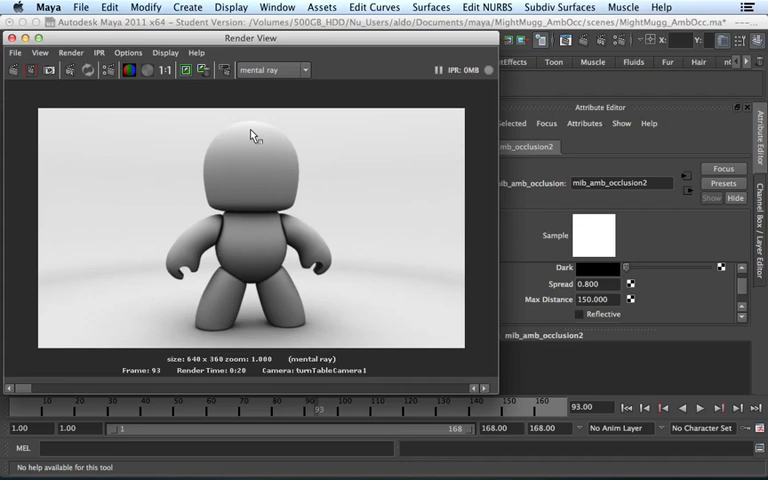 Maya File Edit Modify Create Display Window Assets Edit Curves Surfaces Edit NURBS Subdiv Surfaces Muscle Help
Autodesk Maya 2011 x64 - Student Version: /Volumes/500GB_HDD/Nu_Users/aldo/Documents/maya/MightMugg_AmbOcc/scenes/MightMugg_AmbOcc.ma*
Render View
File View Render IPR Options Display Help
1:1 mental ray IPR: 0MB
X: Y:
Effects Toon Muscle Fluids Fur Hair
Attribute Editor
Selected Focus Attributes Show Help
mb_occlusion2
Focus
mib_amb_occlusion: mib_amb_occlusion2
Presets
Show Hide
Sample
Dark
Spread 0.800
Max Distance 150.000
Reflective
mib_amb_occlusion2
Attribute Editor
Channel Box / Layer Editor
size: 640 x 360 zoom: 1.000 (mental ray)
Frame: 93 Render Time: 0:20 Camera: turnTableCamera1
10 20 30 40 50 60 70 80 93 100 110 120 130 140 150 160 93.00
1.00 1.00 1 168 168.00 168.00 No Anim Layer No Character Set
MEL
No help available for this tool